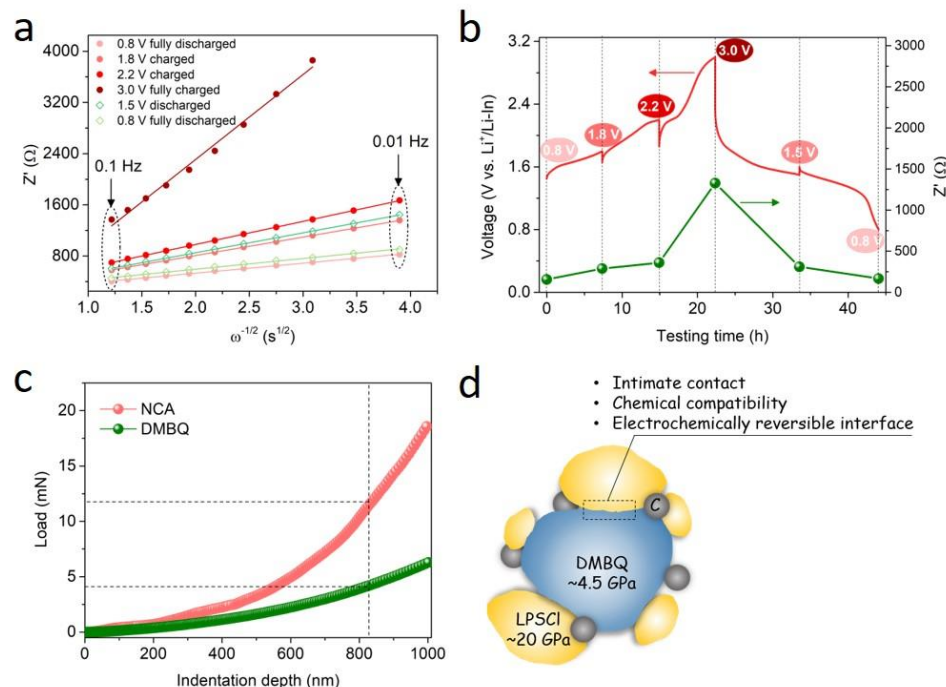 a
4000
3200
2400
1600
800
Z' (Ω)
0.8 V fully discharged
1.8 V charged
2.2 V charged
3.0 V fully charged
1.5 V discharged
0.8 V fully discharged
0.1 Hz
0.01 Hz
1.0 1.5 2.0 2.5 3.0 3.5 4.0
ω-1/2 (s1/2)
b
3.2
2.4
1.6
0.8
0.0
Voltage (V vs. Li+/Li-In)
0.8 V
1.8 V
2.2 V
3.0 V
1.5 V
0.8 V
3000
2500
2000
1500
1000
500
0
Z' (Ω)
0 10 20 30 40
Testing time (h)
c
20
15
10
5
0
Load (mN)
NCA
DMBQ
0 200 400 600 800 1000
Indentation depth (nm)
d
• Intimate contact
• Chemical compatibility
• Electrochemically reversible interface
C
DMBQ
~4.5 GPa
LPSCl
~20 GPa